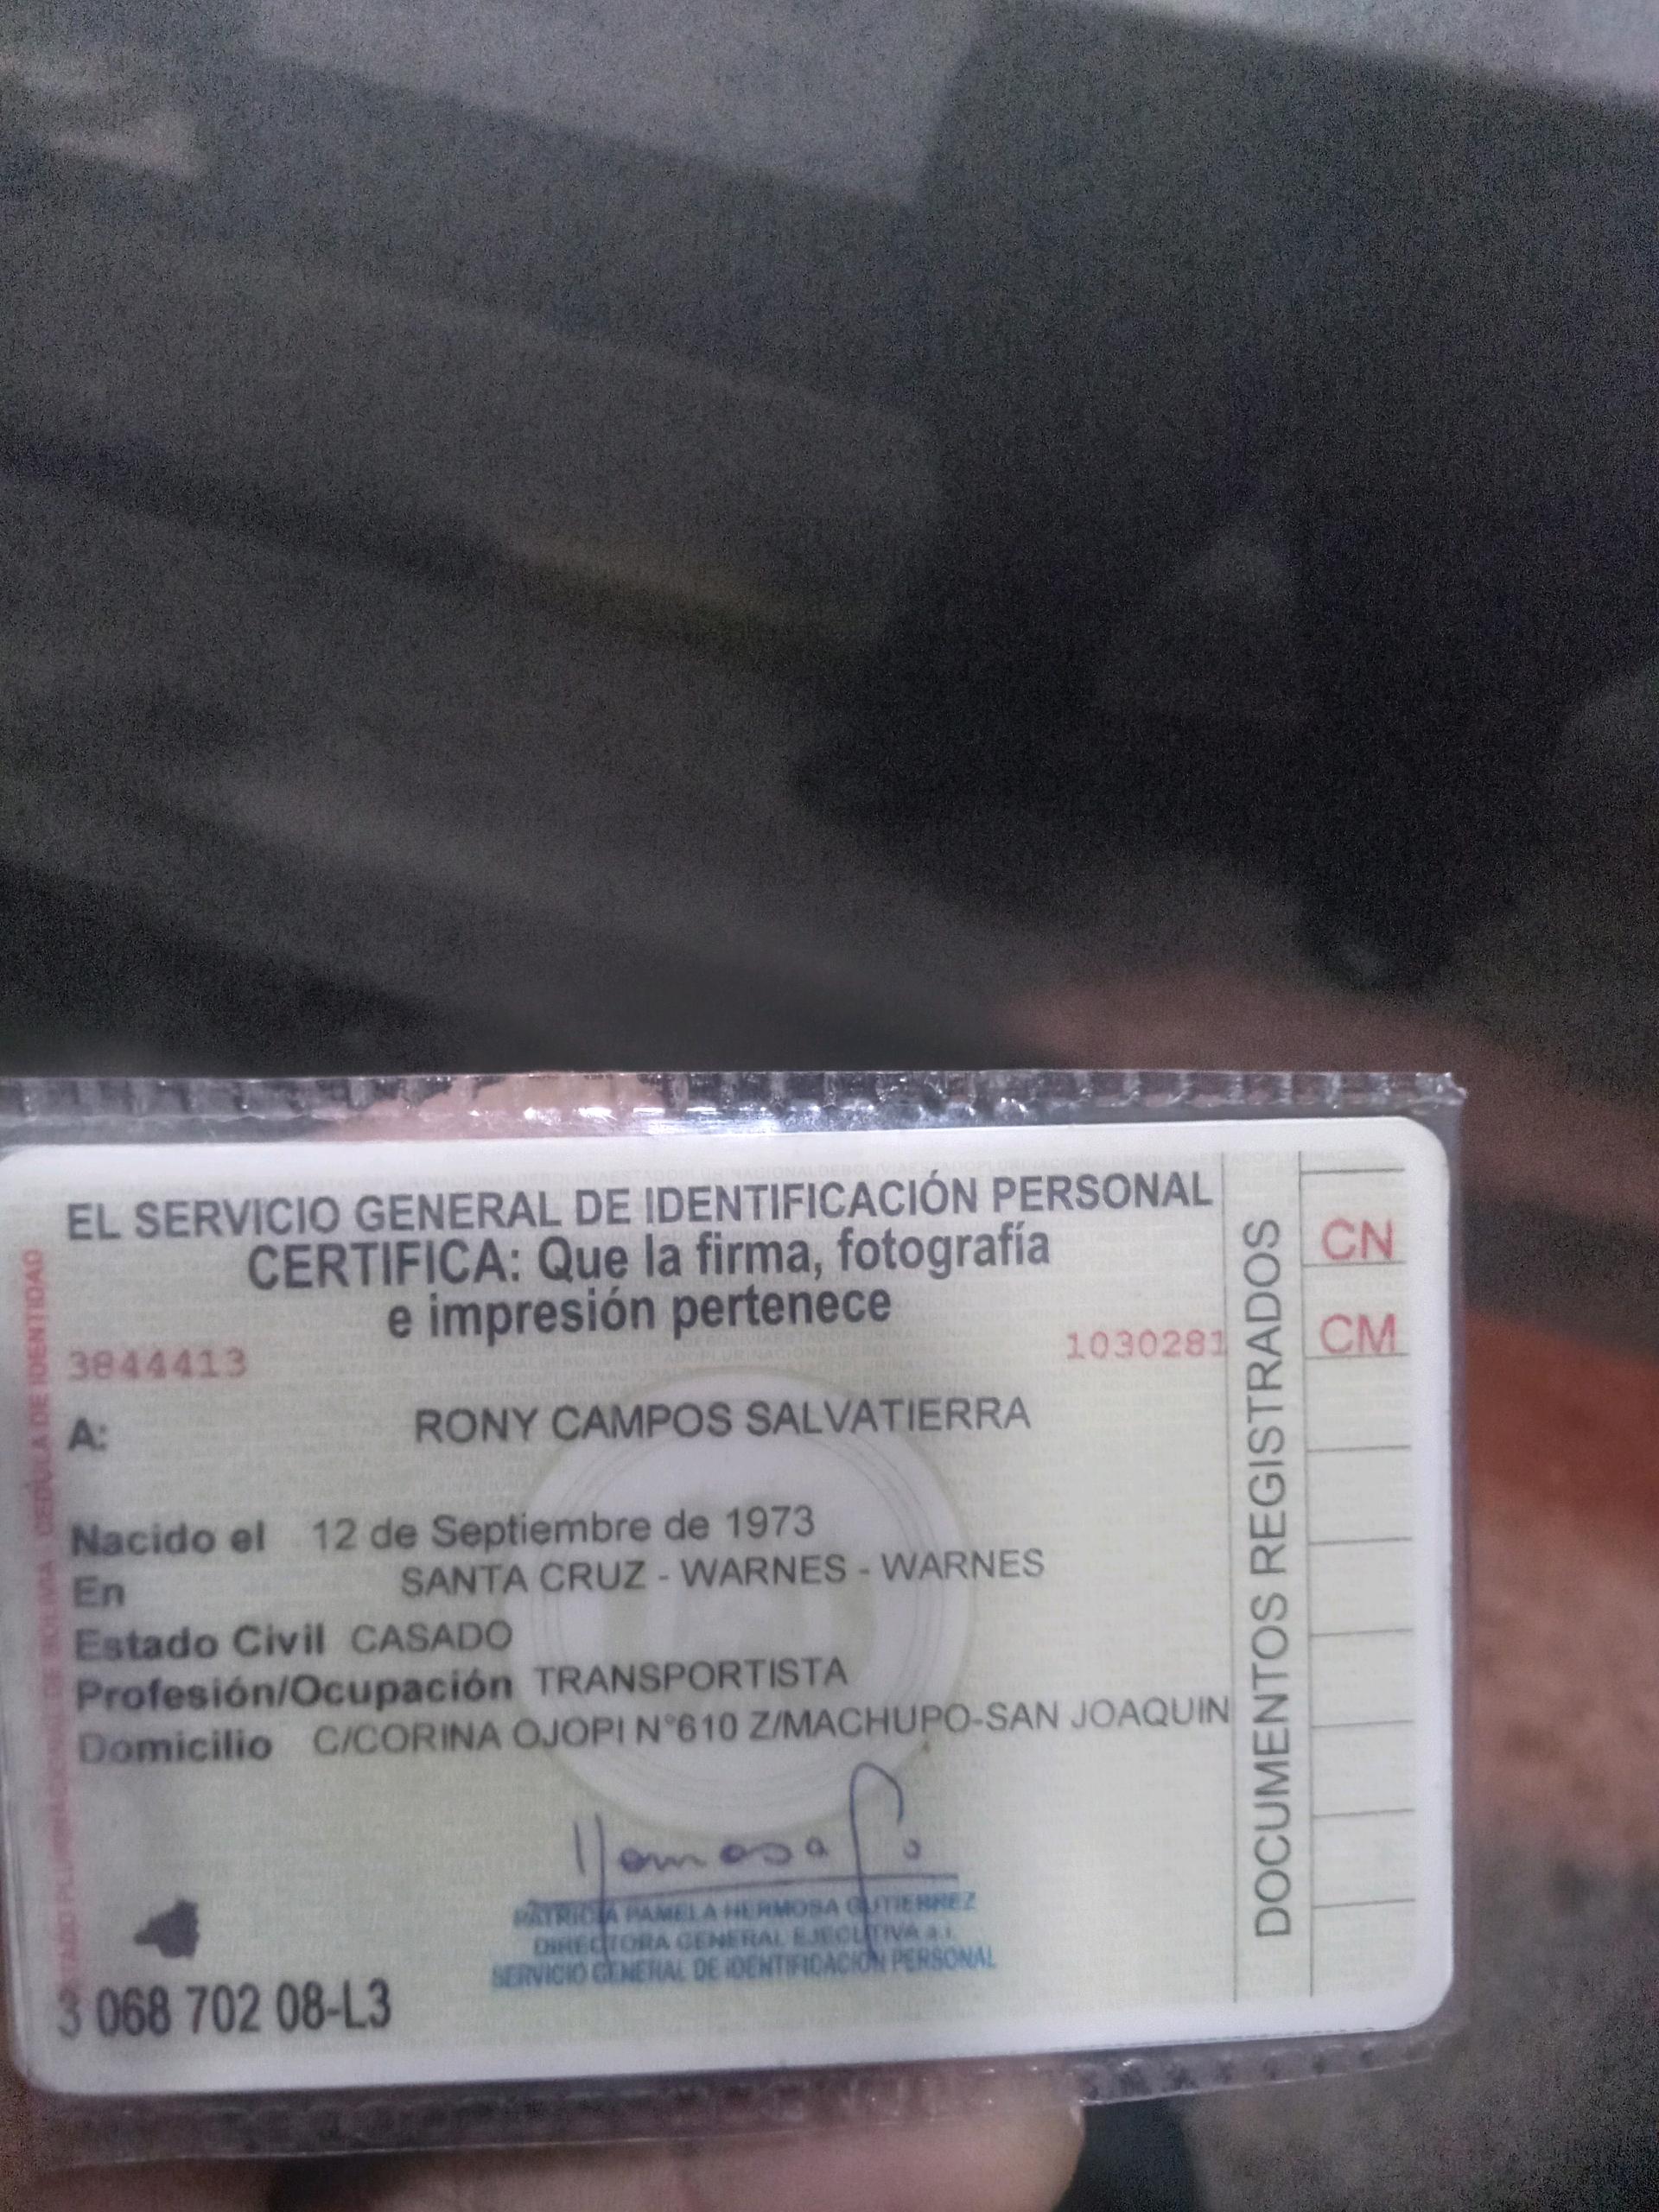 EL SERVICIO GENERAL DE IDENTIFICACIÓN PERSONAL
CERTIFICA: Que la firma, fotografía
e impresión pertenece
3844413 1030281
A: RONY CAMPOS SALVATIERRA
Nacido el 12 de Septiembre de 1973
En SANTA CRUZ - WARNES - WARNES
Estado Civil CASADO
Profesión/Ocupación TRANSPORTISTA
Domicilio C/CORINA OJOPI N°610 Z/MACHUPO-SAN JOAQUIN
PATRICIA PAMELA HERMOSA GUTIERREZ
DIRECTORA GENERAL EJECUTIVA a.i.
SERVICIO GENERAL DE IDENTIFICACIÓN PERSONAL
3 068 702 08-L3
ESTADO PLURINACIONAL DE BOLIVIA CEDULA DE IDENTIDAD
DOCUMENTOS REGISTRADOS
CN
CM